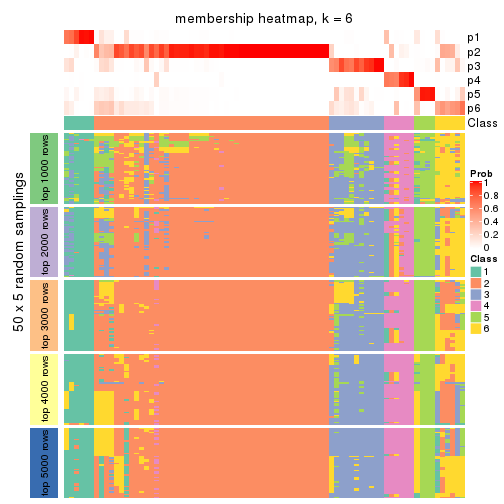 membership heatmap, k = 6
p1
p2
p3
p4
p5
p6
Class
50 x 5 random samplings
top 1000 rows
top 2000 rows
top 3000 rows
top 4000 rows
top 5000 rows
Prob
1
0.8
0.6
0.4
0.2
0
Class
1
2
3
4
5
6